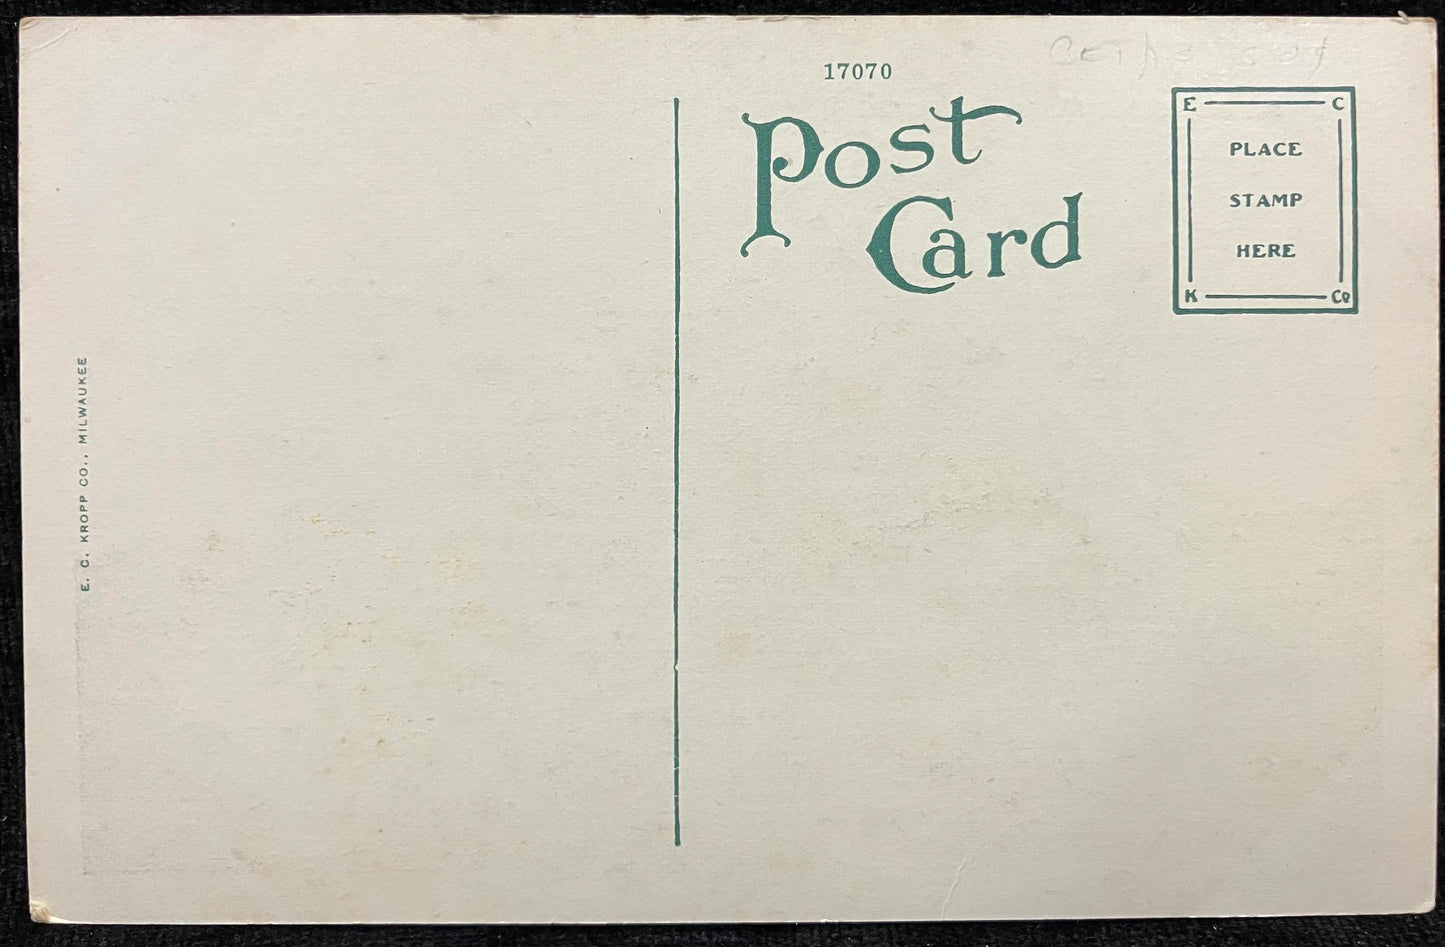 17070
Post
Card
E C
PLACE
STAMP
HERE
K Co
E. C. KROPP CO., MILWAUKEE